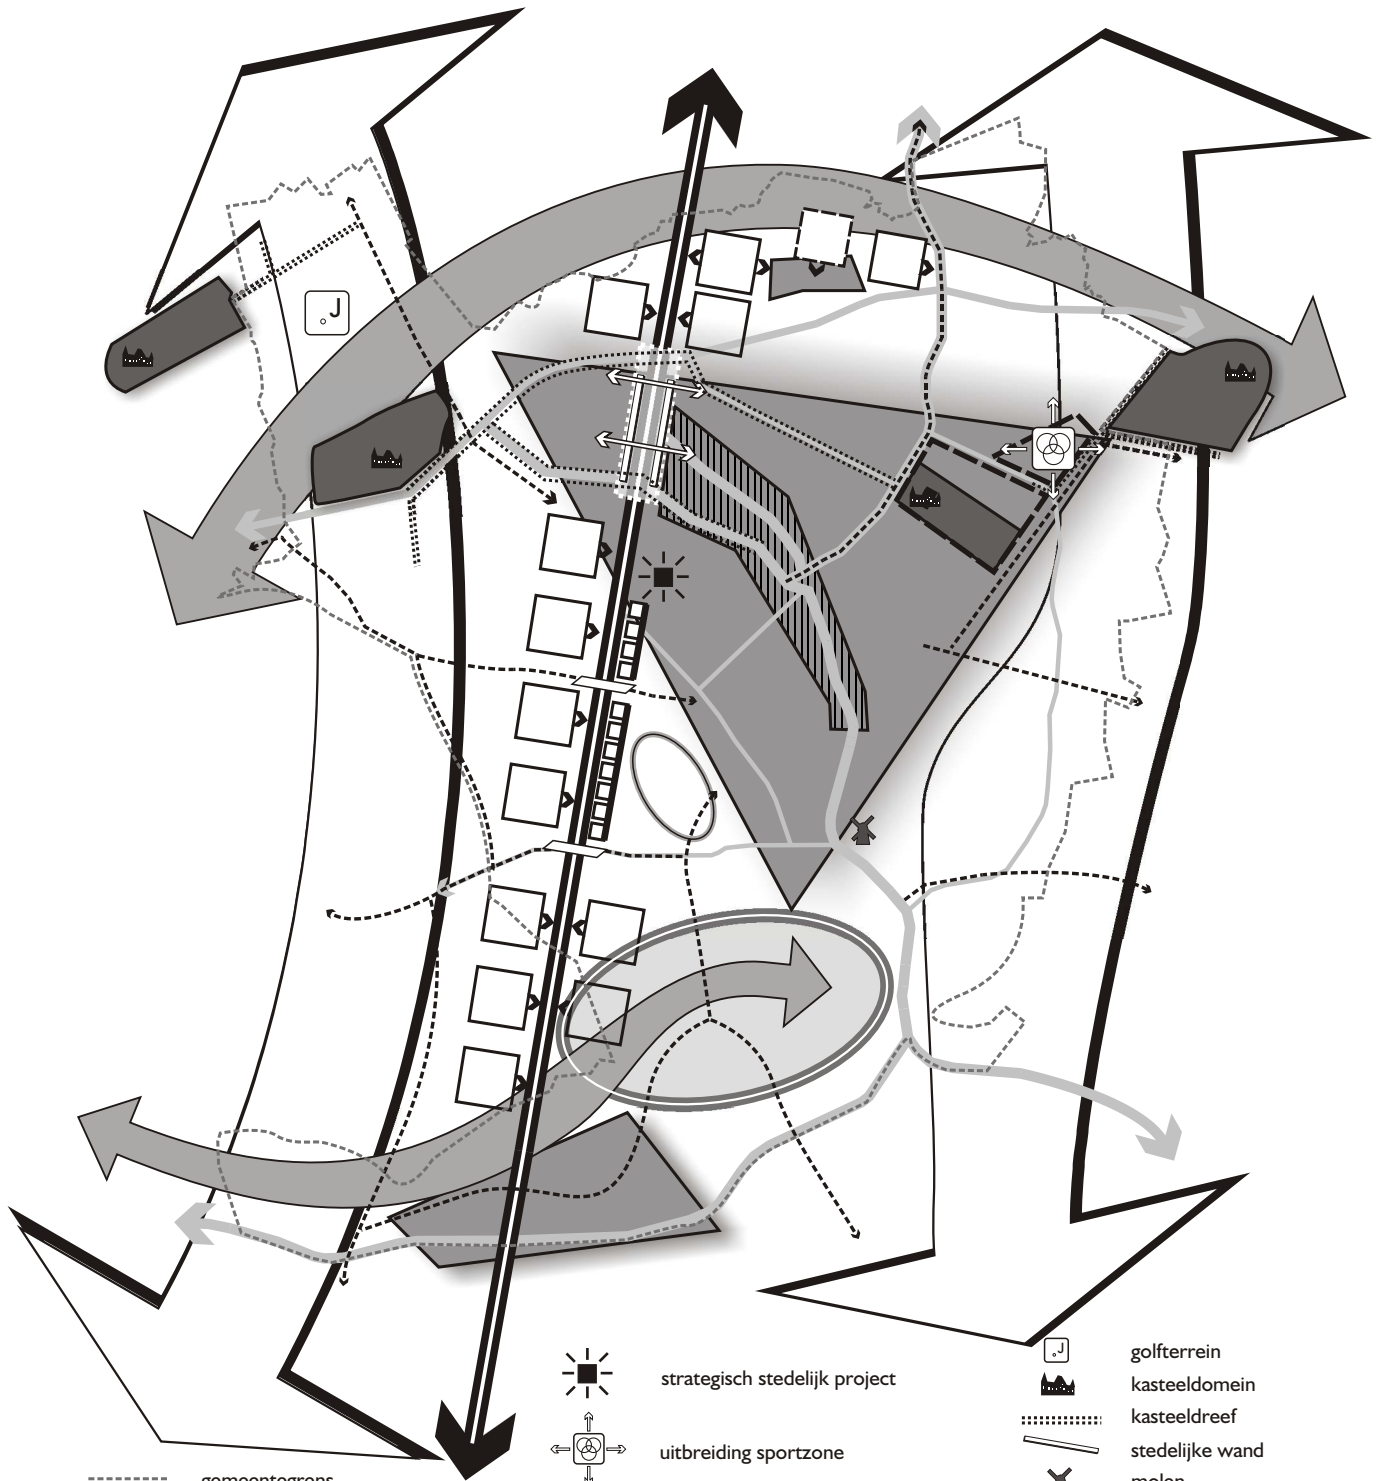 strategisch stedelijk project
uitbreiding sportzone
gemeentegrens
golfterrein
kasteeldomein
kasteeldreef
stedelijke wand
molen